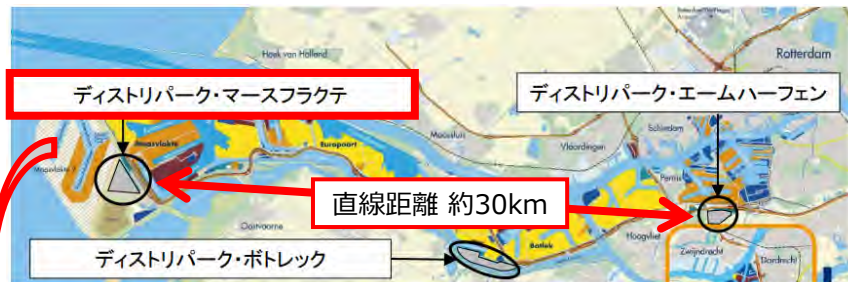 Hoek van Holland
Rotterdam
ディストリパーク・マースフラクテ
ディストリパーク・エームハーフェン
Maasvlakte
Europoort
Maassluis
Vlaardingen
Schiedam
Pernis
直線距離 約30km
Oostvoorne
Hoogvliet
Botlek
ディストリパーク・ボトレック
Zwijndrecht
Dordrecht